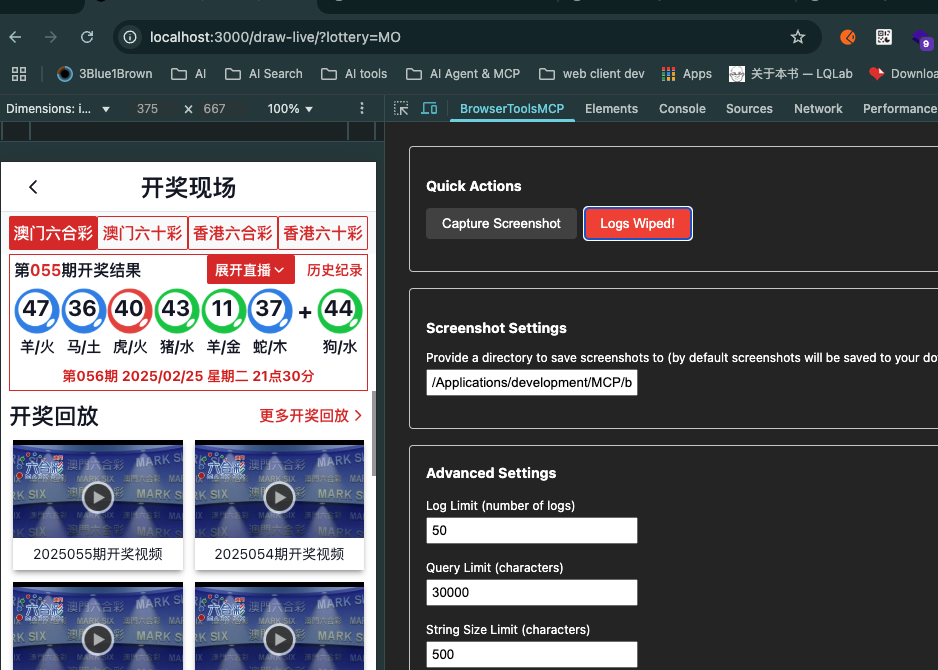 localhost:3000/draw-live/?lottery=MO
9
3Blue1Brown AI AI Search AI tools AI Agent & MCP web client dev Apps 关于本书 — LQLab
Dimensions: i... 375 × 667 100%
BrowserToolsMCP Elements Console Sources Network Performance
开奖现场
澳门六合彩 澳门六十彩 香港六合彩 香港六十彩
第055期开奖结果 展开直播 历史纪录
47 36 40 43 11 37 + 44
羊/火 马/土 虎/火 猪/水 羊/金 蛇/木 狗/水
第056期 2025/02/25 星期二 21点30分
开奖回放 更多开奖回放
2025055期开奖视频 2025054期开奖视频
Quick Actions
Capture Screenshot Logs Wiped!
Screenshot Settings
Provide a directory to save screenshots to (by default screenshots will be saved to your
/Applications/development/MCP/b
Advanced Settings
Log Limit (number of logs)
50
Query Limit (characters)
30000
String Size Limit (characters)
500